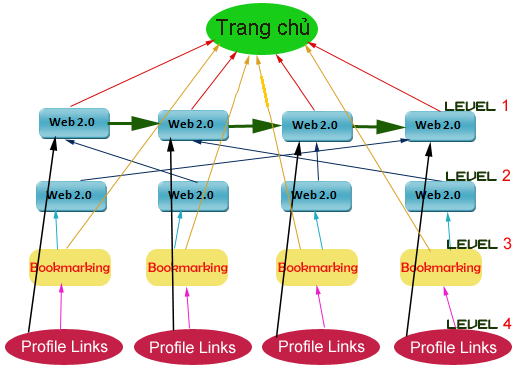 Trang chủ
LEVEL 1
Web 2.0 Web 2.0 Web 2.0 Web 2.0
LEVEL 2
Web 2.0 Web 2.0 Web 2.0 Web 2.0
LEVEL 3
Bookmarking Bookmarking Bookmarking Bookmarking
LEVEL 4
Profile Links Profile Links Profile Links Profile Links